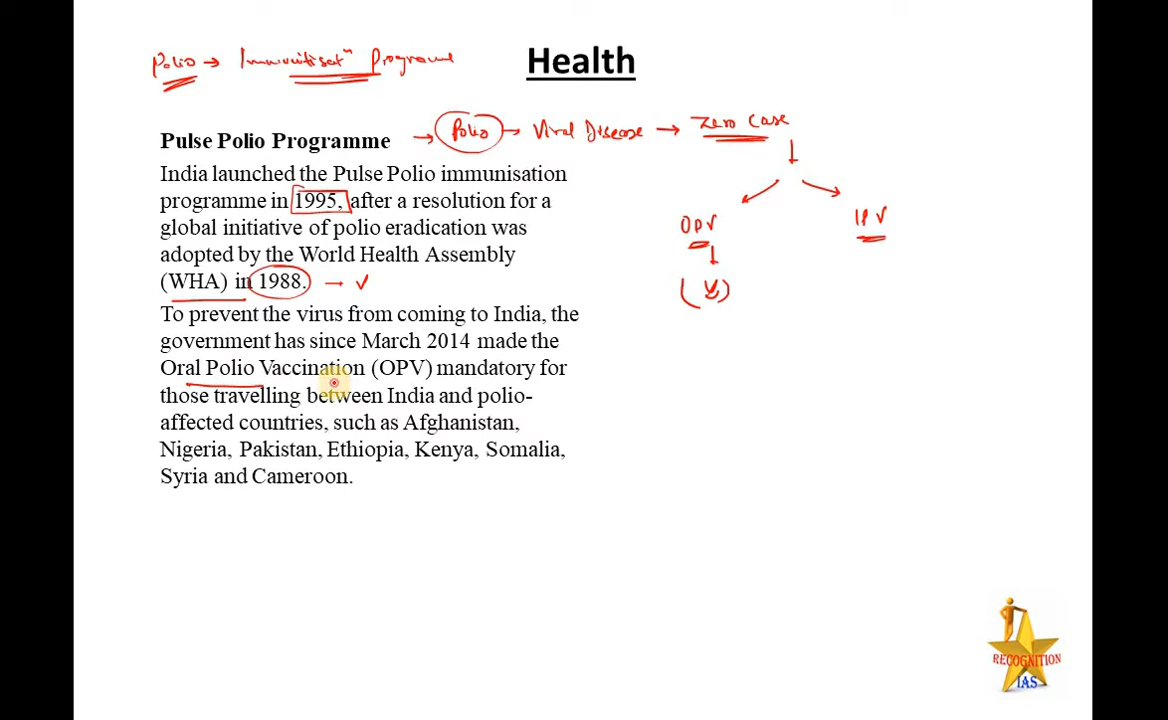 Health
Polio → Immunitisatⁿ Programe
Pulse Polio Programme → Polio → Viral Disease → Zero Case
India launched the Pulse Polio immunisation
programme in 1995, after a resolution for a
global initiative of polio eradication was
adopted by the World Health Assembly
(WHA) in 1988. → ✓
OPV IPV
To prevent the virus from coming to India, the
government has since March 2014 made the
Oral Polio Vaccination (OPV) mandatory for
those travelling between India and polio-
affected countries, such as Afghanistan,
Nigeria, Pakistan, Ethiopia, Kenya, Somalia,
Syria and Cameroon.
RECOGNITION
IAS